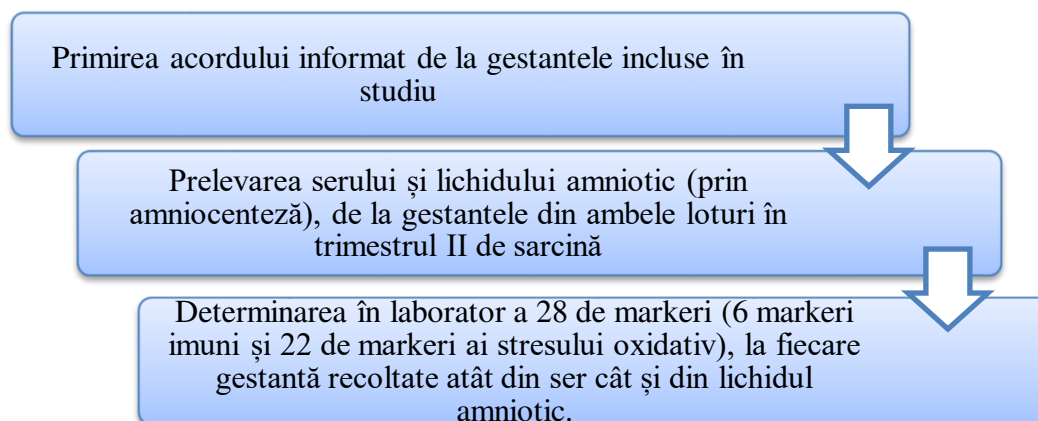 Primirea acordului informat de la gestantele incluse în
studiu
Prelevarea serului și lichidului amniotic (prin
amniocenteză), de la gestantele din ambele loturi în
trimestrul II de sarcină
Determinarea în laborator a 28 de markeri (6 markeri
imuni și 22 de markeri ai stresului oxidativ), la fiecare
gestantă recoltate atât din ser cât și din lichidul
amniotic.